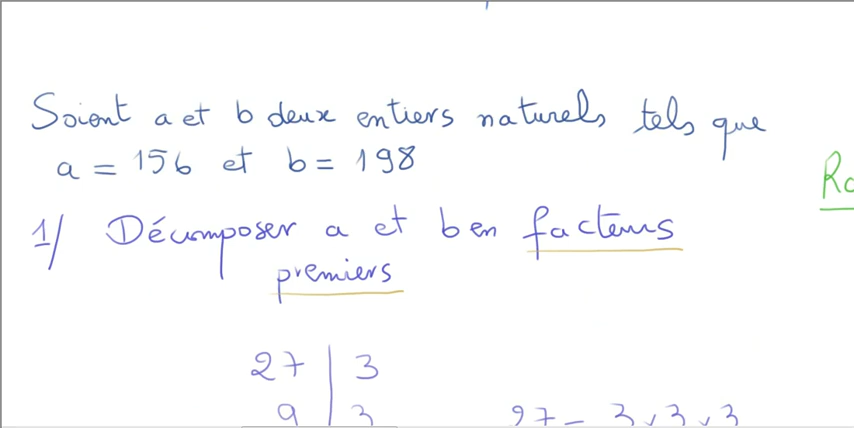 Soient a et b deux entiers naturels tels que
a = 156 et b = 198
1/ Décomposer a et b en facteurs
premiers
27 | 3
9 | 3
27 = 3 x 3 x 3